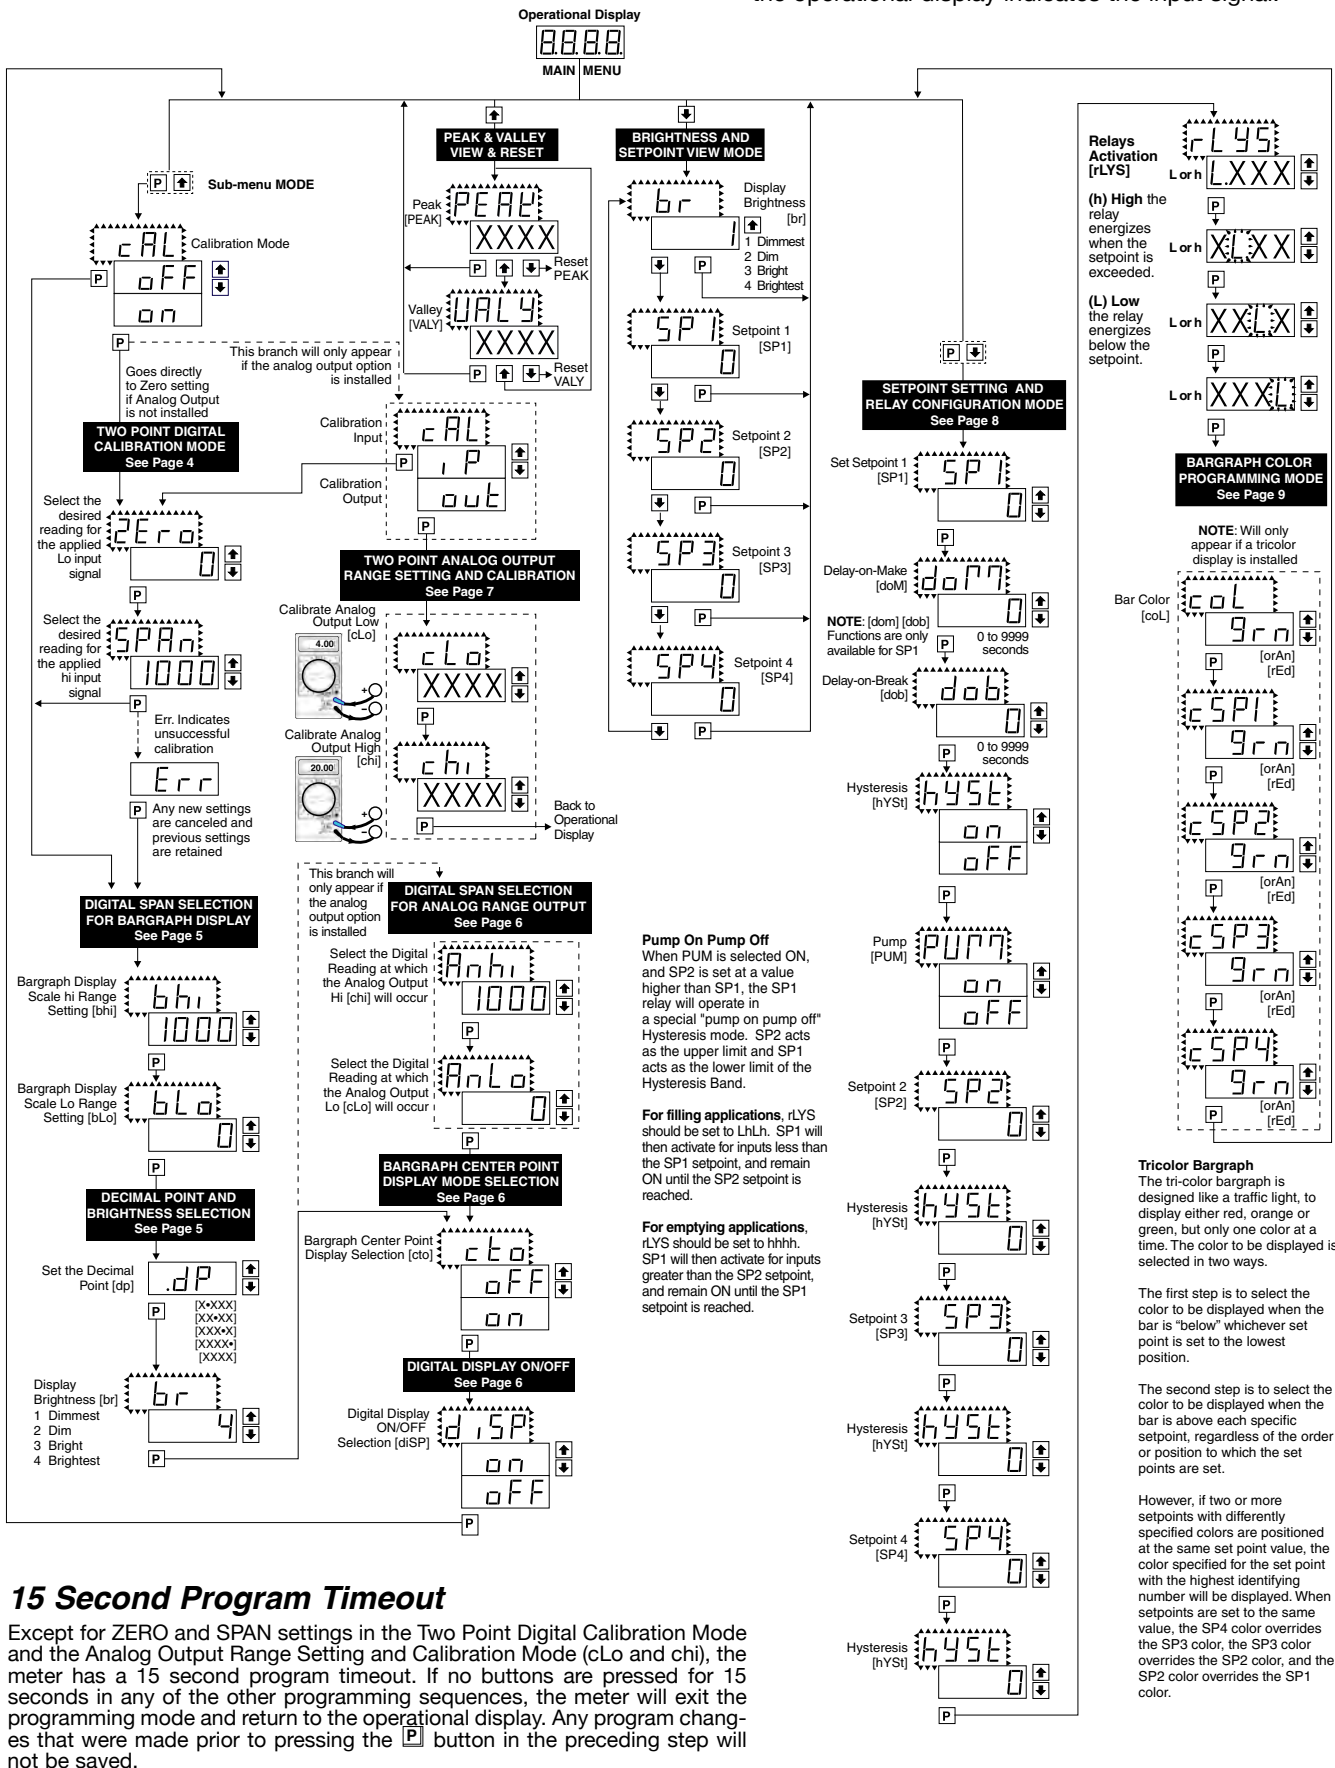 the operational display indicates the input signal.
Operational Display
8.8.8.8.
MAIN MENU
P
Sub-menu MODE
cAL
Calibration Mode
P
oFF
on
P
Goes directly
to Zero setting
if Analog Output
is not installed
TWO POINT DIGITAL
CALIBRATION MODE
See Page 4
Select the
desired
reading for
the applied
Lo input
signal
2Ero
0
P
Select the
desired
reading for
the applied
hi input
signal
SPAn
1000
P
Err. Indicates
unsuccessful
calibration
Err
P
Any new settings
are canceled and
previous settings
are retained
DIGITAL SPAN SELECTION
FOR BARGRAPH DISPLAY
See Page 5
Bargraph Display
Scale hi Range
Setting [bhi]
bhi
1000
P
Bargraph Display
Scale Lo Range
Setting [bLo]
bLo
0
P
DECIMAL POINT AND
BRIGHTNESS SELECTION
See Page 5
Set the Decimal
Point [dp]
.dP
P
[X•XXX]
[XX•XX]
[XXX•X]
[XXXX•]
[XXXX]
Display
Brightness [br]
1 Dimmest
2 Dim
3 Bright
4 Brightest
br
4
P
PEAK & VALLEY
VIEW & RESET
Peak
[PEAK]
PEAK
XXXX
P
Reset
PEAK
Valley
[VALY]
VALY
XXXX
P
Reset
VALY
This branch will only appear
if the analog output option
is installed
Calibration
Input
cAL
P
iP
Calibration
Output
out
P
TWO POINT ANALOG OUTPUT
RANGE SETTING AND CALIBRATION
See Page 7
Calibrate Analog
Output Low
[cLo]
4.00
+
–
cLo
XXXX
P
Calibrate Analog
Output High
[chi]
20.00
+
–
chi
XXXX
P
Back to
Operational
Display
This branch will
only appear if
the analog
output option
is installed
DIGITAL SPAN SELECTION
FOR ANALOG RANGE OUTPUT
See Page 6
Select the Digital
Reading at which
the Analog Output
Hi [chi] will occur
Anhi
1000
P
Select the Digital
Reading at which
the Analog Output
Lo [cLo] will occur
AnLo
0
P
BARGRAPH CENTER POINT
DISPLAY MODE SELECTION
See Page 6
Bargraph Center Point
Display Selection [cto]
cto
oFF
on
P
DIGITAL DISPLAY ON/OFF
See Page 6
Digital Display
ON/OFF
Selection [diSP]
diSP
on
oFF
P
BRIGHTNESS AND
SETPOINT VIEW MODE
br
1
Display
Brightness
[br]
1 Dimmest
2 Dim
3 Bright
4 Brightest
P
SP1
0
Setpoint 1
[SP1]
P
SP2
0
Setpoint 2
[SP2]
P
SP3
0
Setpoint 3
[SP3]
P
SP4
0
Setpoint 4
[SP4]
P
Pump On Pump Off
When PUM is selected ON,
and SP2 is set at a value
higher than SP1, the SP1
relay will operate in
a special "pump on pump off"
Hysteresis mode. SP2 acts
as the upper limit and SP1
acts as the lower limit of the
Hysteresis Band.
For filling applications, rLYS
should be set to LhLh. SP1 will
then activate for inputs less than
the SP1 setpoint, and remain
ON until the SP2 setpoint is
reached.
For emptying applications,
rLYS should be set to hhhh.
SP1 will then activate for inputs
greater than the SP2 setpoint,
and remain ON until the SP1
setpoint is reached.
P
SETPOINT SETTING AND
RELAY CONFIGURATION MODE
See Page 8
Set Setpoint 1
[SP1]
SP1
0
P
Delay-on-Make
[doM]
doM
0
NOTE: [dom] [dob]
Functions are only
available for SP1
P
0 to 9999
seconds
Delay-on-Break
[dob]
dob
0
P
0 to 9999
seconds
Hysteresis
[hYSt]
hYSt
on
oFF
P
Pump
[PUM]
PUM
on
oFF
P
Setpoint 2
[SP2]
SP2
0
P
Hysteresis
[hYSt]
hYSt
0
P
Setpoint 3
[SP3]
SP3
0
P
Hysteresis
[hYSt]
hYSt
0
P
Setpoint 4
[SP4]
SP4
0
P
Hysteresis
[hYSt]
hYSt
0
P
Relays
Activation
[rLYS]
(h) High the
relay
energizes
when the
setpoint is
exceeded.
(L) Low
the relay
energizes
below the
setpoint.
rLYS
L or h
L.XXX
P
L or h
XLXX
P
L or h
XXLX
P
L or h
XXXL
P
BARGRAPH COLOR
PROGRAMMING MODE
See Page 9
NOTE: Will only
appear if a tricolor
display is installed
Bar Color
[coL]
coL
grn
P
[orAn]
[rEd]
cSP1
grn
P
[orAn]
[rEd]
cSP2
grn
P
[orAn]
[rEd]
cSP3
grn
P
[orAn]
[rEd]
cSP4
grn
P
[orAn]
[rEd]
Tricolor Bargraph
The tri-color bargraph is
designed like a traffic light, to
display either red, orange or
green, but only one color at a
time. The color to be displayed is
selected in two ways.
The first step is to select the
color to be displayed when the
bar is “below” whichever set
point is set to the lowest
position.
The second step is to select the
color to be displayed when the
bar is above each specific
setpoint, regardless of the order
or position to which the set
points are set.
However, if two or more
setpoints with differently
specified colors are positioned
at the same set point value, the
color specified for the set point
with the highest identifying
number will be displayed. When
setpoints are set to the same
value, the SP4 color overrides
the SP3 color, the SP3 color
overrides the SP2 color, and the
SP2 color overrides the SP1
color.
15 Second Program Timeout
Except for ZERO and SPAN settings in the Two Point Digital Calibration Mode
and the Analog Output Range Setting and Calibration Mode (cLo and chi), the
meter has a 15 second program timeout. If no buttons are pressed for 15
seconds in any of the other programming sequences, the meter will exit the
programming mode and return to the operational display. Any program chang-
es that were made prior to pressing the P button in the preceding step will
not be saved.